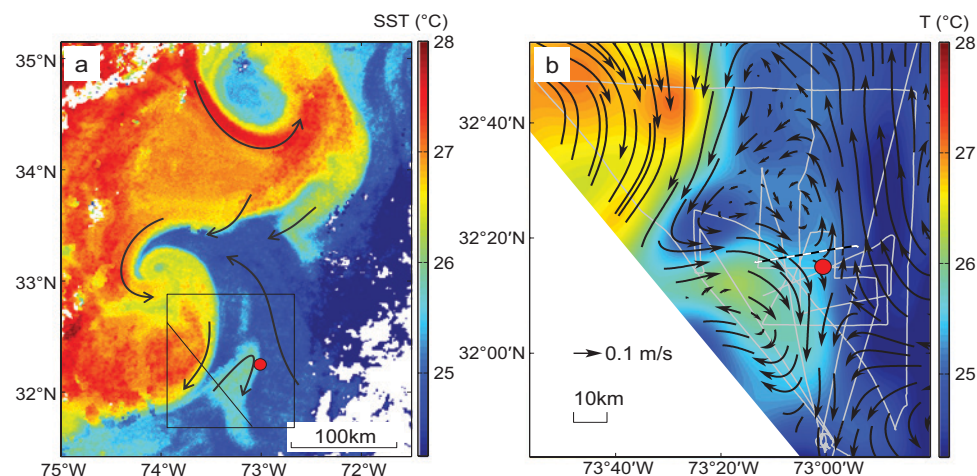 SST (°C)
T (°C)
a
b
35°N
34°N
33°N
32°N
75°W
74°W
73°W
72°W
100km
28
27
26
25
32°40′N
32°20′N
32°00′N
73°40′W
73°20′W
73°00′W
0.1 m/s
10km
28
27
26
25